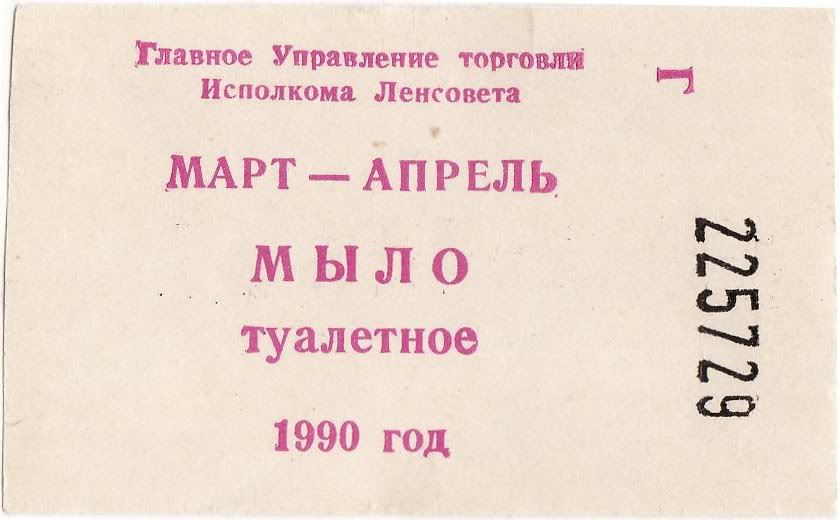 Главное Управление торговли
Исполкома Ленсовета
МАРТ — АПРЕЛЬ
МЫЛО
туалетное
1990 год
Г
225729